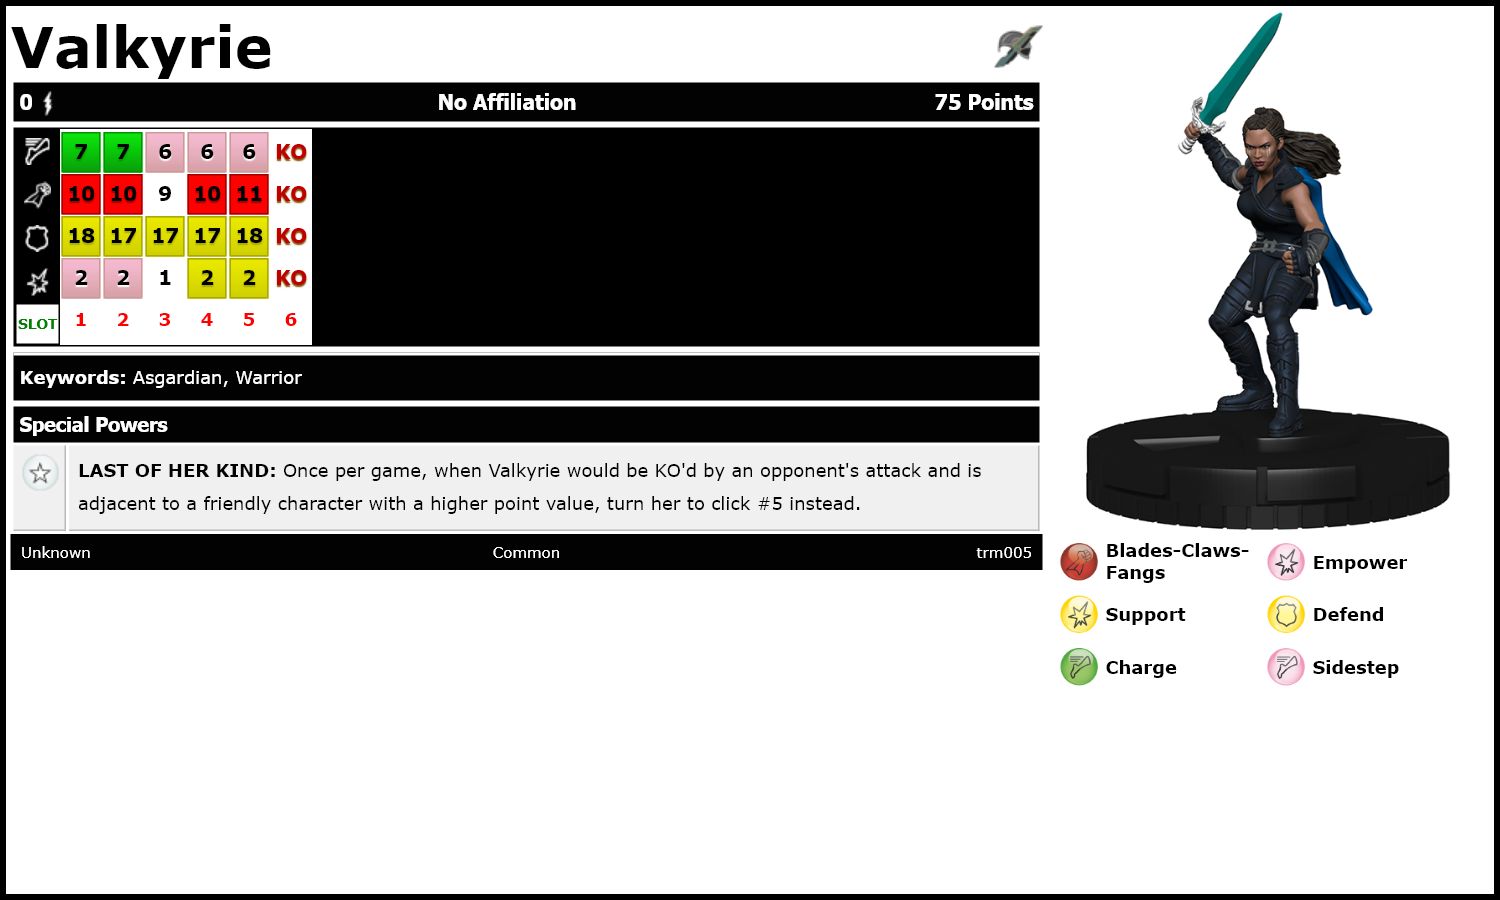 Valkyrie
0 No Affiliation 75 Points
7 7 6 6 6 KO
10 10 9 10 11 KO
18 17 17 17 18 KO
2 2 1 2 2 KO
SLOT 1 2 3 4 5 6
Keywords: Asgardian, Warrior
Special Powers
LAST OF HER KIND: Once per game, when Valkyrie would be KO'd by an opponent's attack and is
adjacent to a friendly character with a higher point value, turn her to click #5 instead.
Unknown Common trm005
Blades-Claws-
Fangs
Empower
Support
Defend
Charge
Sidestep